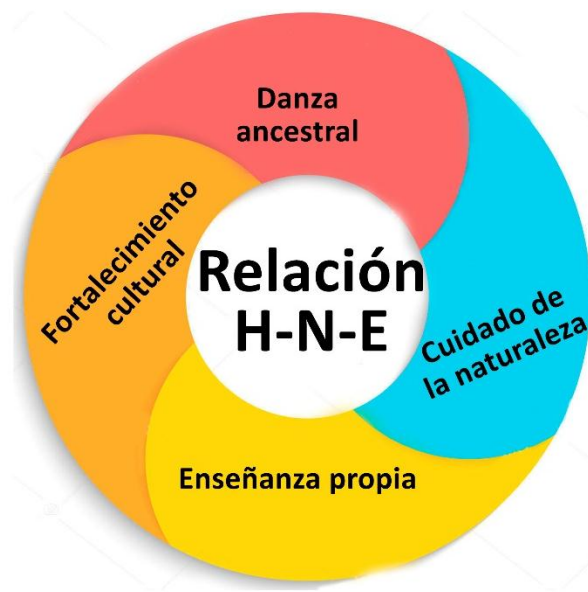 Danza
ancestral
Fortalecimiento
cultural
Relación
H-N-E
Cuidado de
la naturaleza
Enseñanza propia